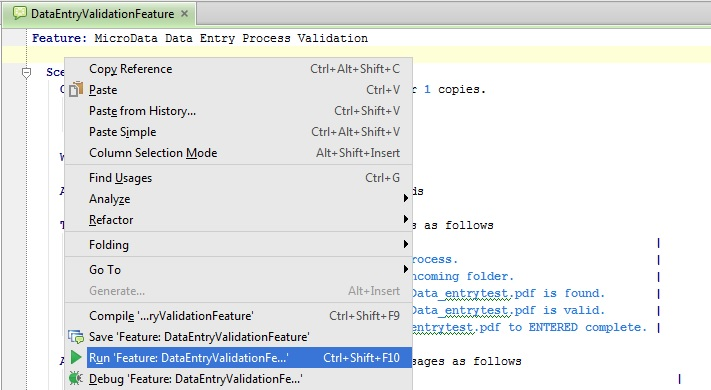 DataEntryValidationFeature ×
Feature: MicroData Data Entry Process Validation
Copy Reference Ctrl+Alt+Shift+C
Paste Ctrl+V
r 1 copies.
Paste from History... Ctrl+Shift+V
Paste Simple Ctrl+Alt+Shift+V
Column Selection Mode Alt+Shift+Insert
Find Usages Ctrl+G
Analyze
ds
Refactor
s as follows
Folding
|
rocess. |
Go To
ncoming folder. |
Generate... Alt+Insert
Data_entrytest.pdf is found. |
Compile '...ryValidationFeature' Ctrl+Shift+F9
Data_entrytest.pdf is valid. |
Save 'Feature: DataEntryValidationFeature'
entrytest.pdf to ENTERED complete. |
Run 'Feature: DataEntryValidationFe...' Ctrl+Shift+F10
sages as follows
Debug 'Feature: DataEntryValidationFe...'
|